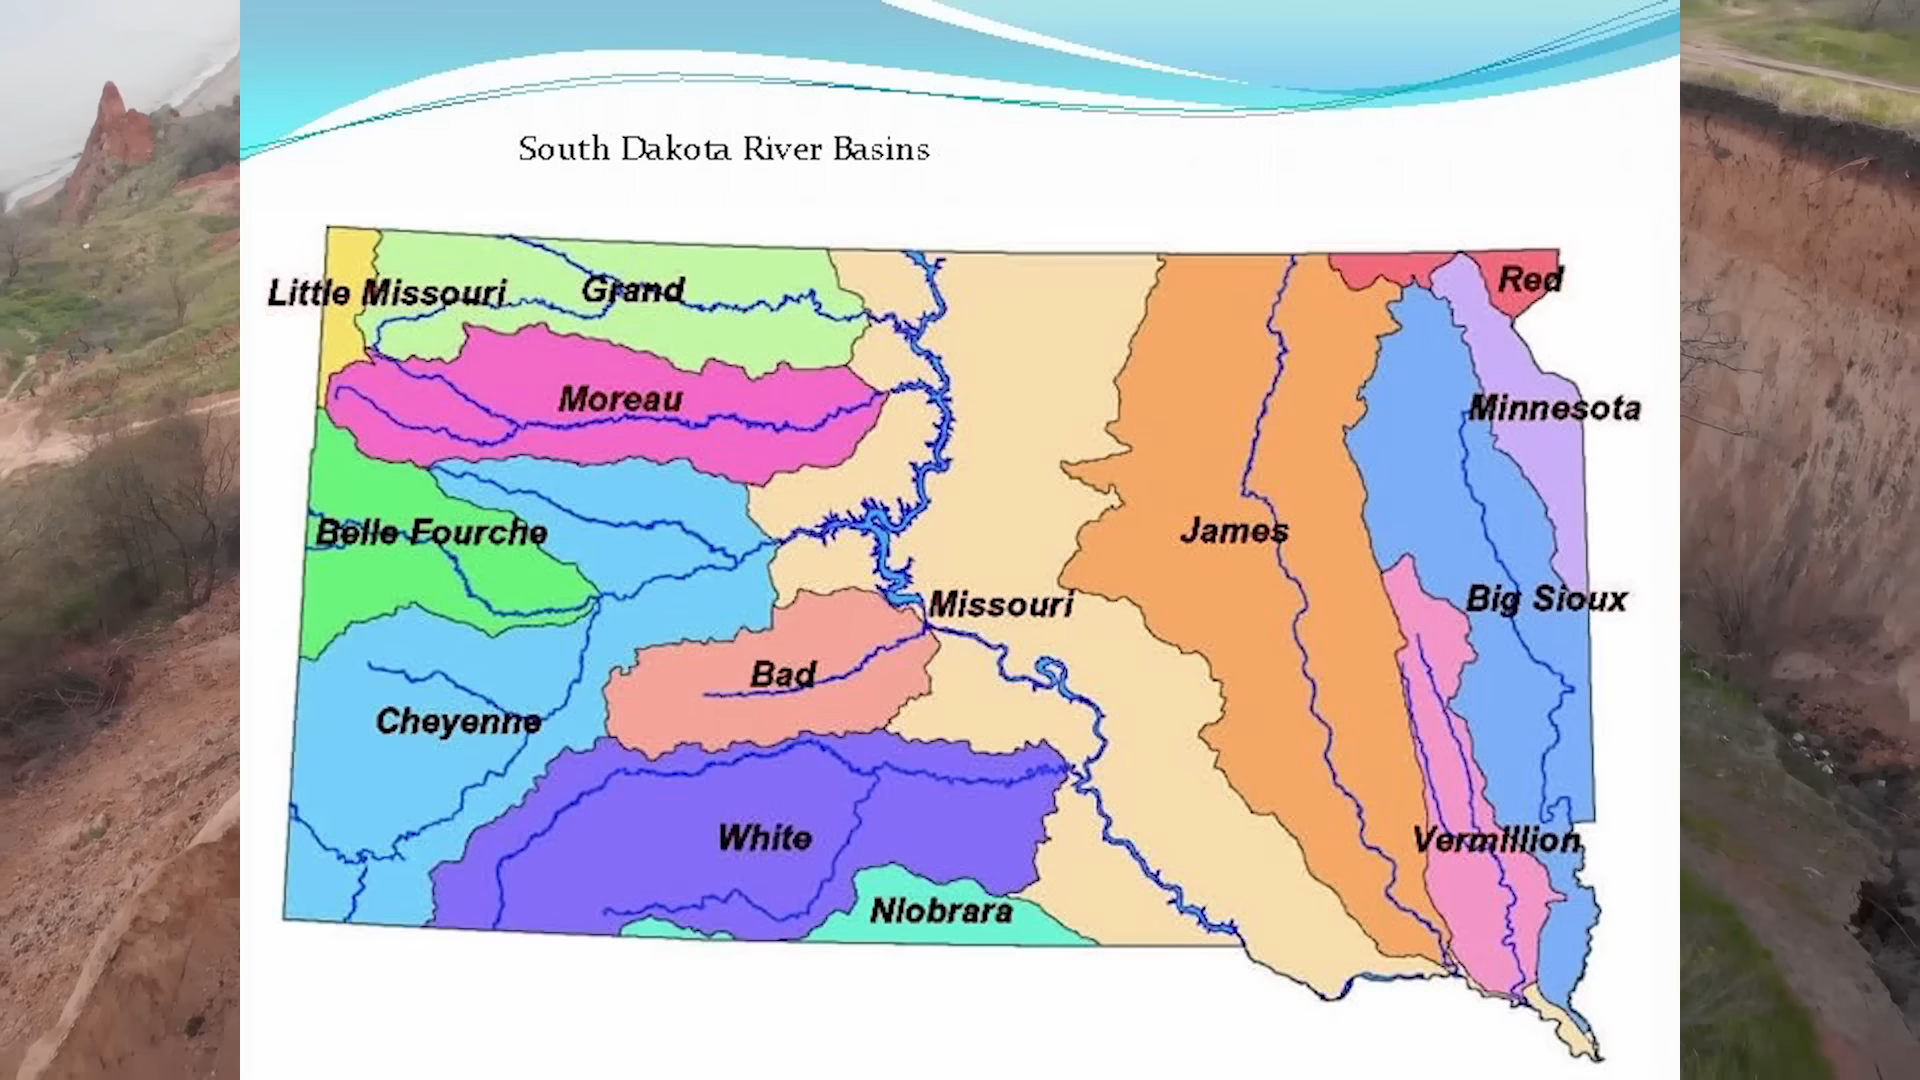 South Dakota River Basins
Little Missouri
Grand
Red
Moreau
Minnesota
Belle Fourche
James
Missouri
Big Sioux
Bad
Cheyenne
White
Vermillion
Niobrara